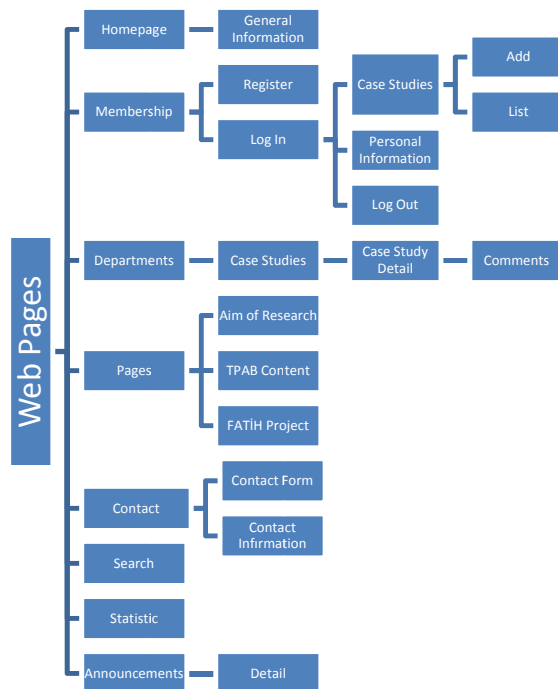 Web Pages
Homepage
General
Information
Membership
Register
Log In
Case Studies
Add
List
Personal
Information
Log Out
Departments
Case Studies
Case Study
Detail
Comments
Pages
Aim of Research
TPAB Content
FATİH Project
Contact
Contact Form
Contact
Infırmation
Search
Statistic
Announcements
Detail